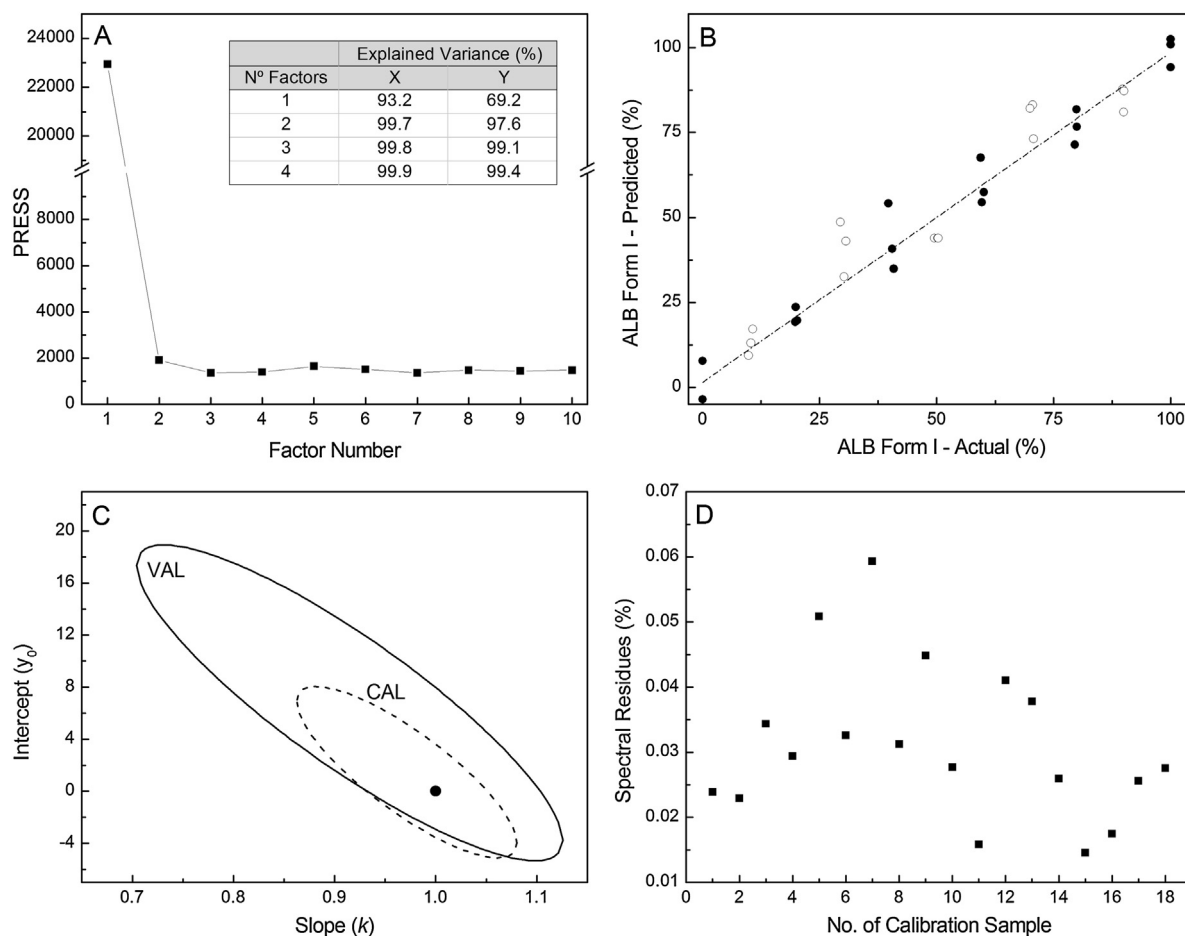 A
24000
22000
20000
8000
6000
4000
2000
0
PRESS
Explained Variance (%)
Nº Factors X Y
1 93.2 69.2
2 99.7 97.6
3 99.8 99.1
4 99.9 99.4
1 2 3 4 5 6 7 8 9 10
Factor Number
B
100
75
50
25
0
ALB Form I - Predicted (%)
0 25 50 75 100
ALB Form I - Actual (%)
C
20
16
12
8
4
0
-4
Intercept (y0)
VAL
CAL
0.7 0.8 0.9 1.0 1.1
Slope (k)
D
0.07
0.06
0.05
0.04
0.03
0.02
0.01
Spectral Residues (%)
0 2 4 6 8 10 12 14 16 18
No. of Calibration Sample